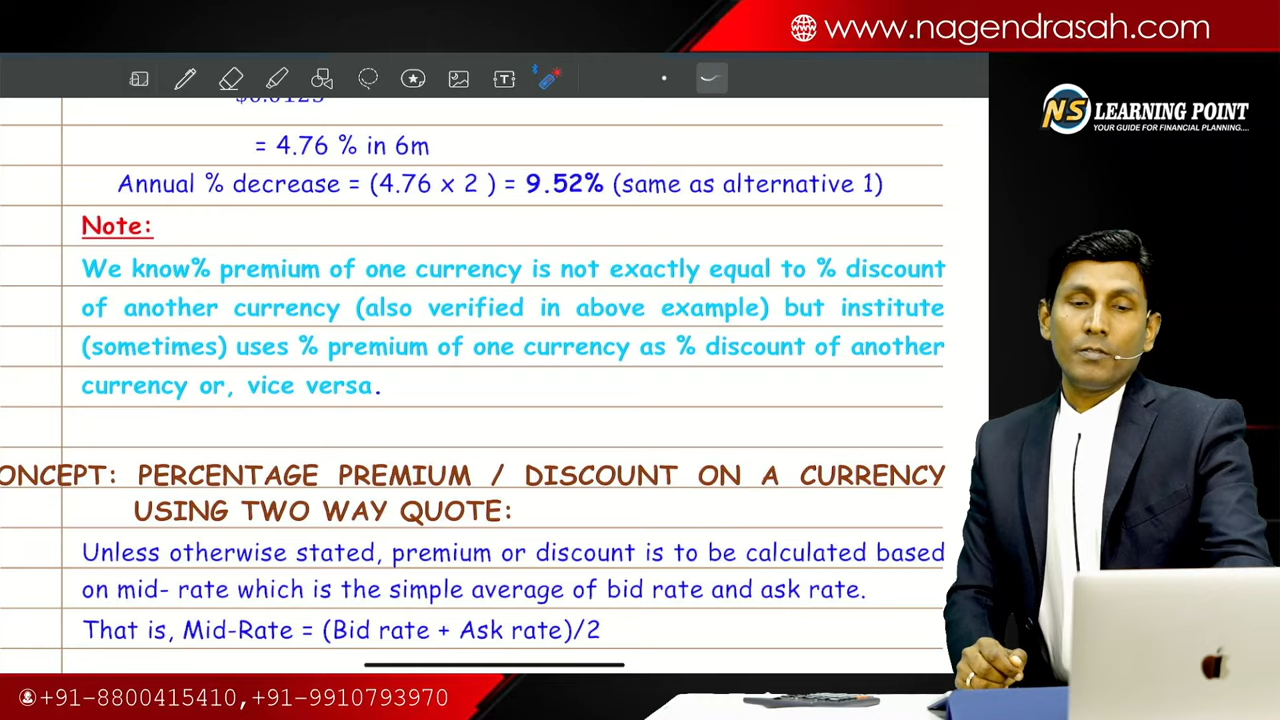 www.nagendrasah.com
NS LEARNING POINT
YOUR GUIDE FOR FINANCIAL PLANNING....
= 4.76 % in 6m
Annual % decrease = (4.76 x 2 ) = 9.52% (same as alternative 1)
Note:
We know% premium of one currency is not exactly equal to % discount
of another currency (also verified in above example) but institute
(sometimes) uses % premium of one currency as % discount of another
currency or, vice versa.
ONCEPT: PERCENTAGE PREMIUM / DISCOUNT ON A CURRENCY
USING TWO WAY QUOTE:
Unless otherwise stated, premium or discount is to be calculated based
on mid- rate which is the simple average of bid rate and ask rate.
That is, Mid-Rate = (Bid rate + Ask rate)/2
+91-8800415410,+91-9910793970